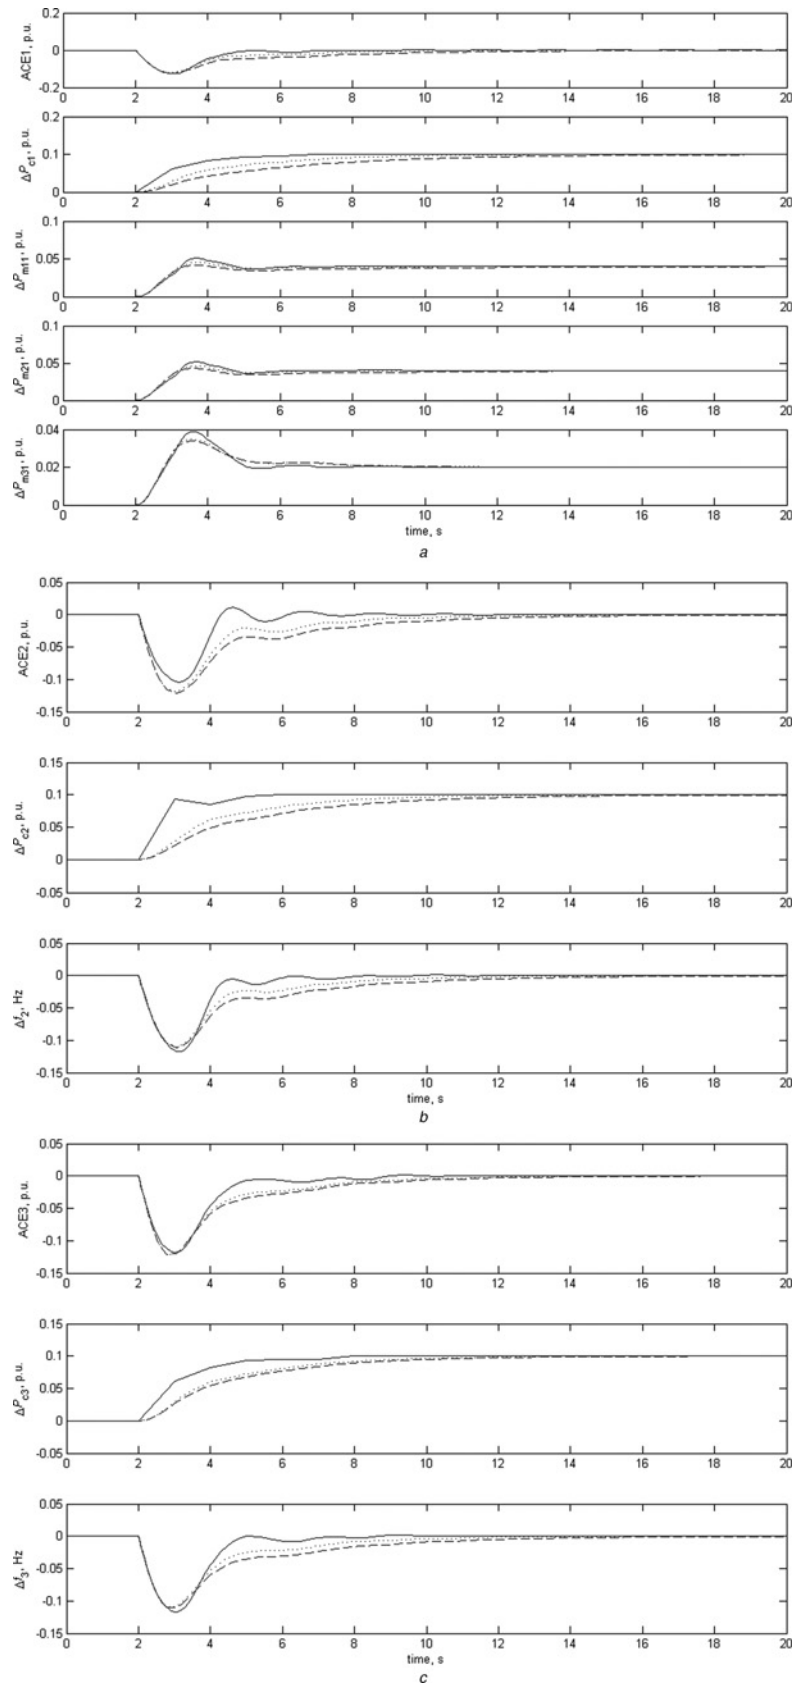 ACE1, p.u.
0.2
0
-0.2
0 2 4 6 8 10 12 14 16 18 20
ΔPc1, p.u.
0.2
0.1
0
0 2 4 6 8 10 12 14 16 18 20
ΔPm11, p.u.
0.1
0.05
0
0 2 4 6 8 10 12 14 16 18 20
ΔPm21, p.u.
0.1
0.05
0
0 2 4 6 8 10 12 14 16 18 20
ΔPm31, p.u.
0.04
0.02
0
0 2 4 6 8 10 12 14 16 18 20
time, s
a
ACE2, p.u.
0.05
0
-0.05
-0.1
-0.15
0 2 4 6 8 10 12 14 16 18 20
ΔPc2, p.u.
0.15
0.1
0.05
0
-0.05
0 2 4 6 8 10 12 14 16 18 20
Δf2, Hz
0.05
0
-0.05
-0.1
-0.15
0 2 4 6 8 10 12 14 16 18 20
time, s
b
ACE3, p.u.
0.05
0
-0.05
-0.1
-0.15
0 2 4 6 8 10 12 14 16 18 20
ΔPc3, p.u.
0.15
0.1
0.05
0
-0.05
0 2 4 6 8 10 12 14 16 18 20
Δf3, Hz
0.05
0
-0.05
-0.1
-0.15
0 2 4 6 8 10 12 14 16 18 20
time, s
c